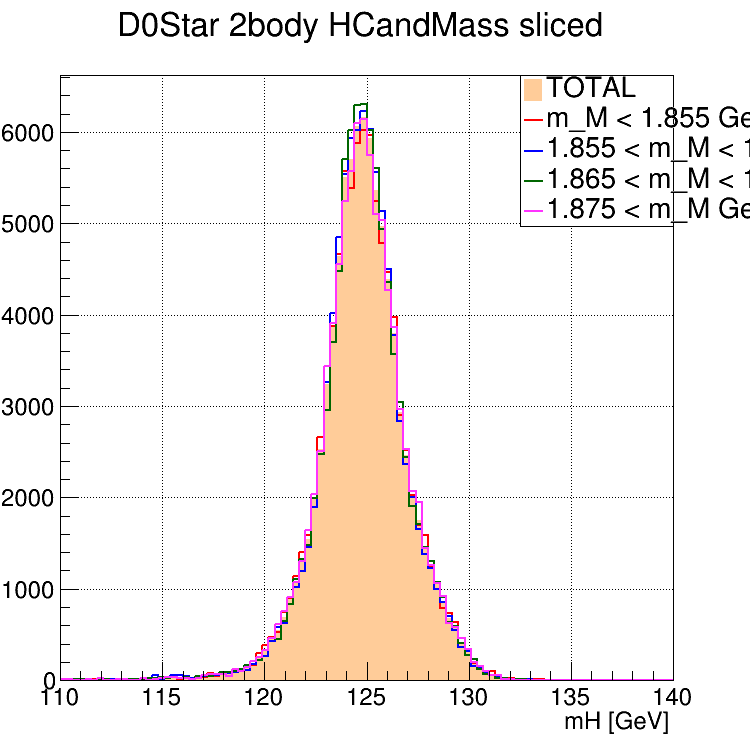 D0Star 2body HCandMass sliced
TOTAL
m_M < 1.855 Ge
1.855 < m_M < 1
1.865 < m_M < 1
1.875 < m_M Ge
6000
5000
4000
3000
2000
1000
0
110 115 120 125 130 135 140
mH [GeV]